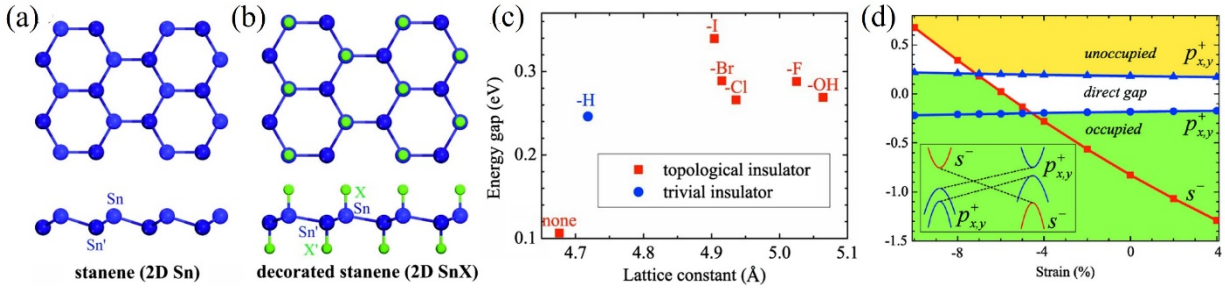 (a)
Sn
Sn'
stanene (2D Sn)
(b)
X
Sn
Sn'
X'
decorated stanene (2D SnX)
(c)
Energy gap (eV)
0.3
0.2
0.1
4.7 4.8 4.9 5.0 5.1
Lattice constant (Å)
-I
-Br
-Cl
-F
-OH
-H
none
topological insulator
trivial insulator
(d)
0.5
0.0
-0.5
-1.0
-1.5
-8 -4 0 4
Strain (%)
unoccupied
p⁺x,y
direct gap
occupied
p⁺x,y
s⁻
s⁻
p⁺x,y
p⁺x,y
s⁻